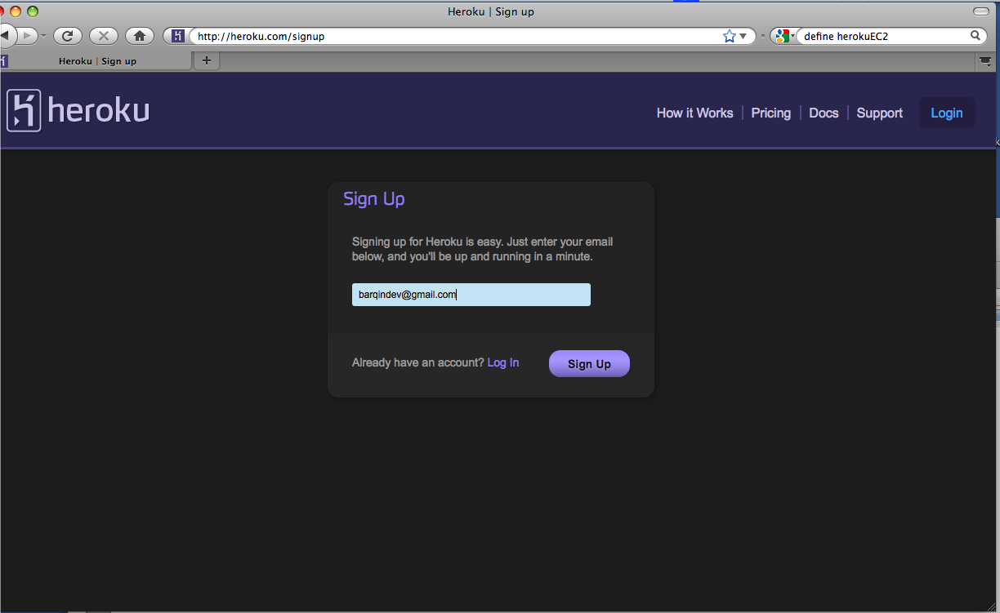 Heroku | Sign up
http://heroku.com/signup
define herokuEC2
Heroku | Sign up
heroku
How it Works
Pricing
Docs
Support
Login
Sign Up
Signing up for Heroku is easy. Just enter your email
below, and you'll be up and running in a minute.
barqindev@gmail.com
Already have an account? Log In
Sign Up